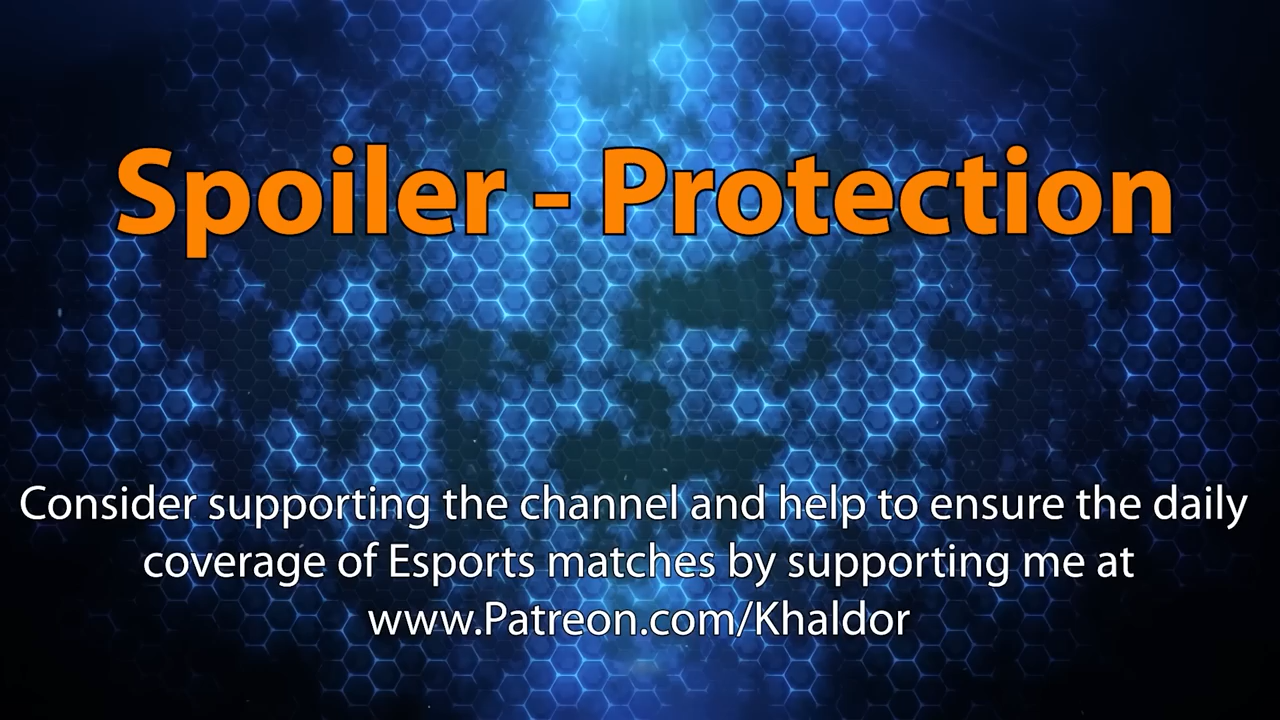 Spoiler - Protection
Consider supporting the channel and help to ensure the daily
coverage of Esports matches by supporting me at
www.Patreon.com/Khaldor